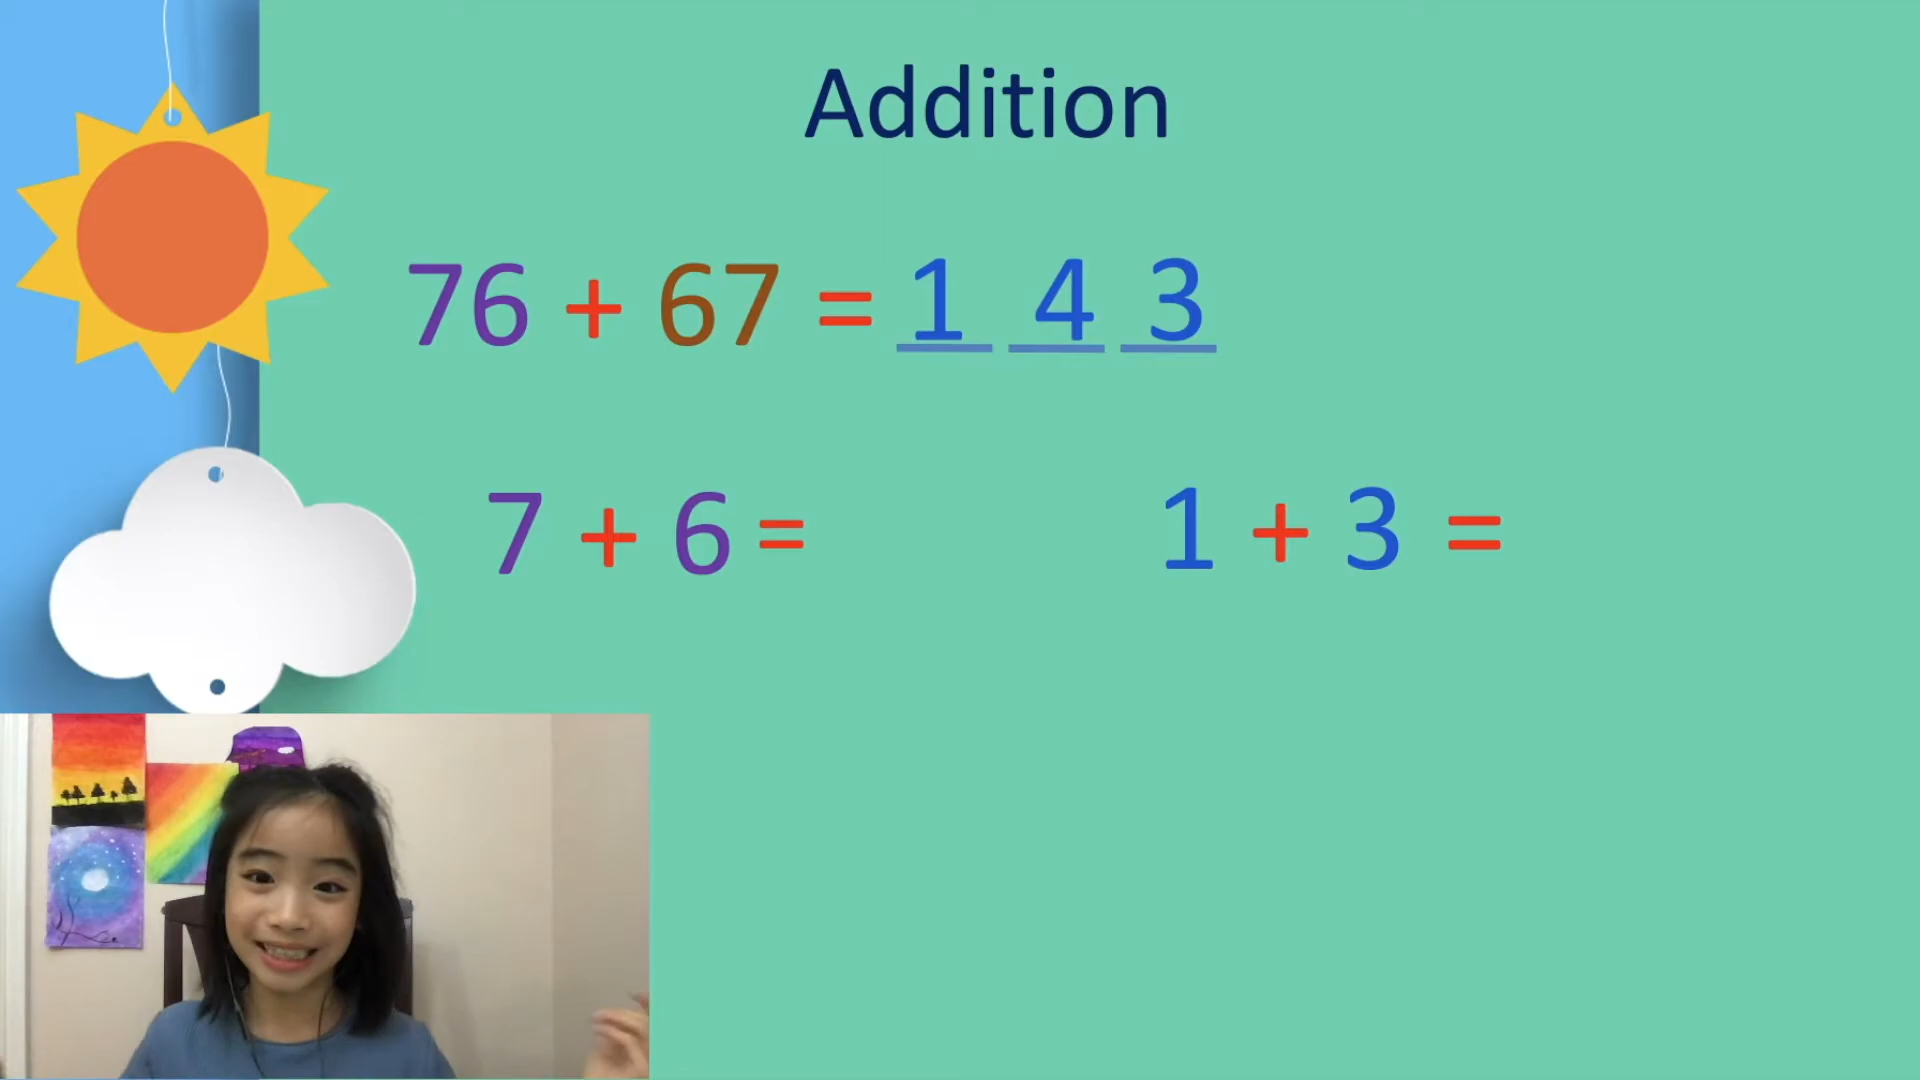 Addition
76 + 67 = 1 4 3
7 + 6 =
1 + 3 =